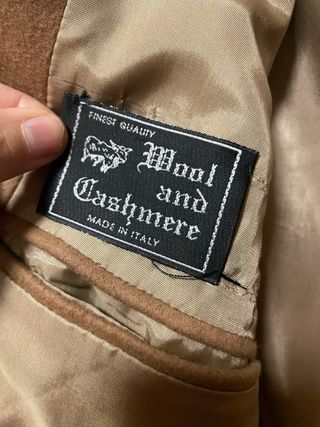 FINEST QUALITY
Wool
and
Cashmere
MADE IN ITALY